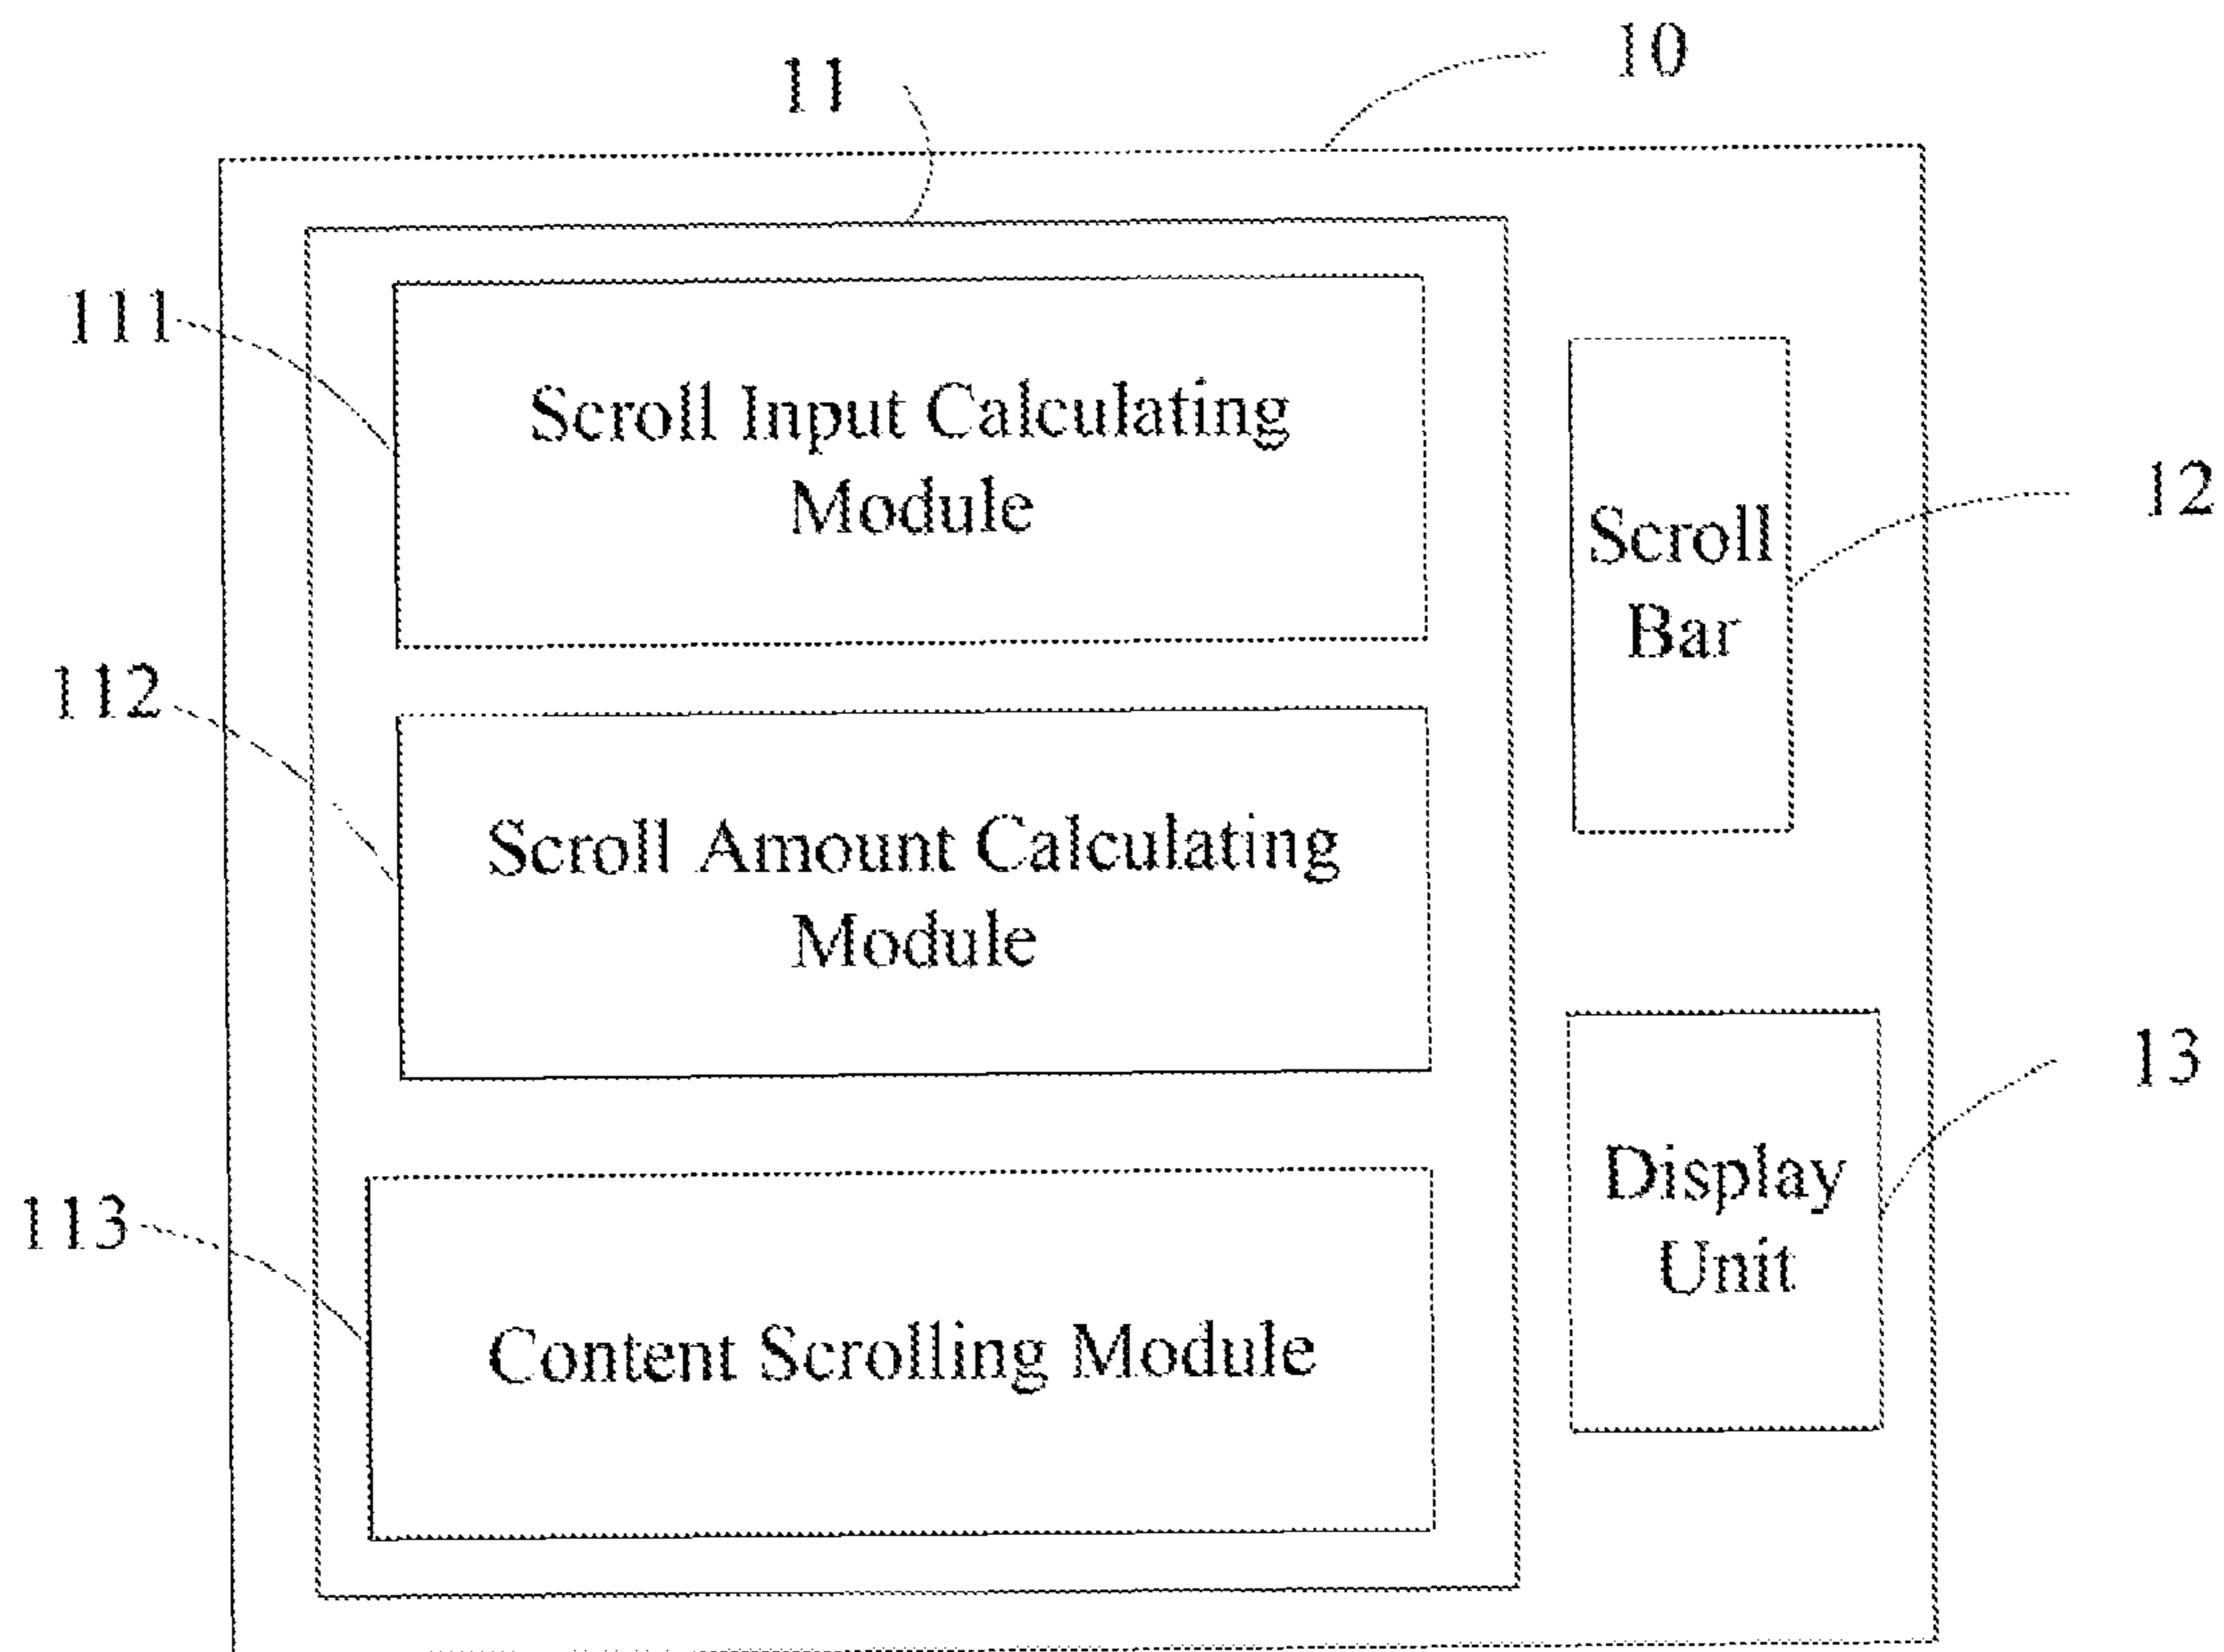 10
11
111
Scroll Input Calculating
Module
12
Scroll
Bar
112
Scroll Amount Calculating
Module
13
Display
Unit
113
Content Scrolling Module